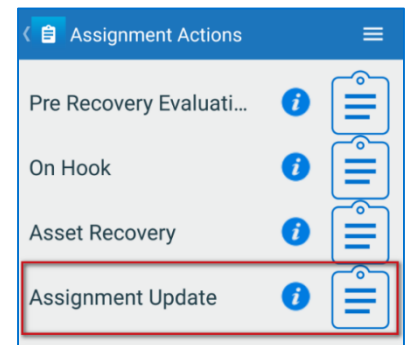 Assignment Actions
Pre Recovery Evaluati...
On Hook
Asset Recovery
Assignment Update